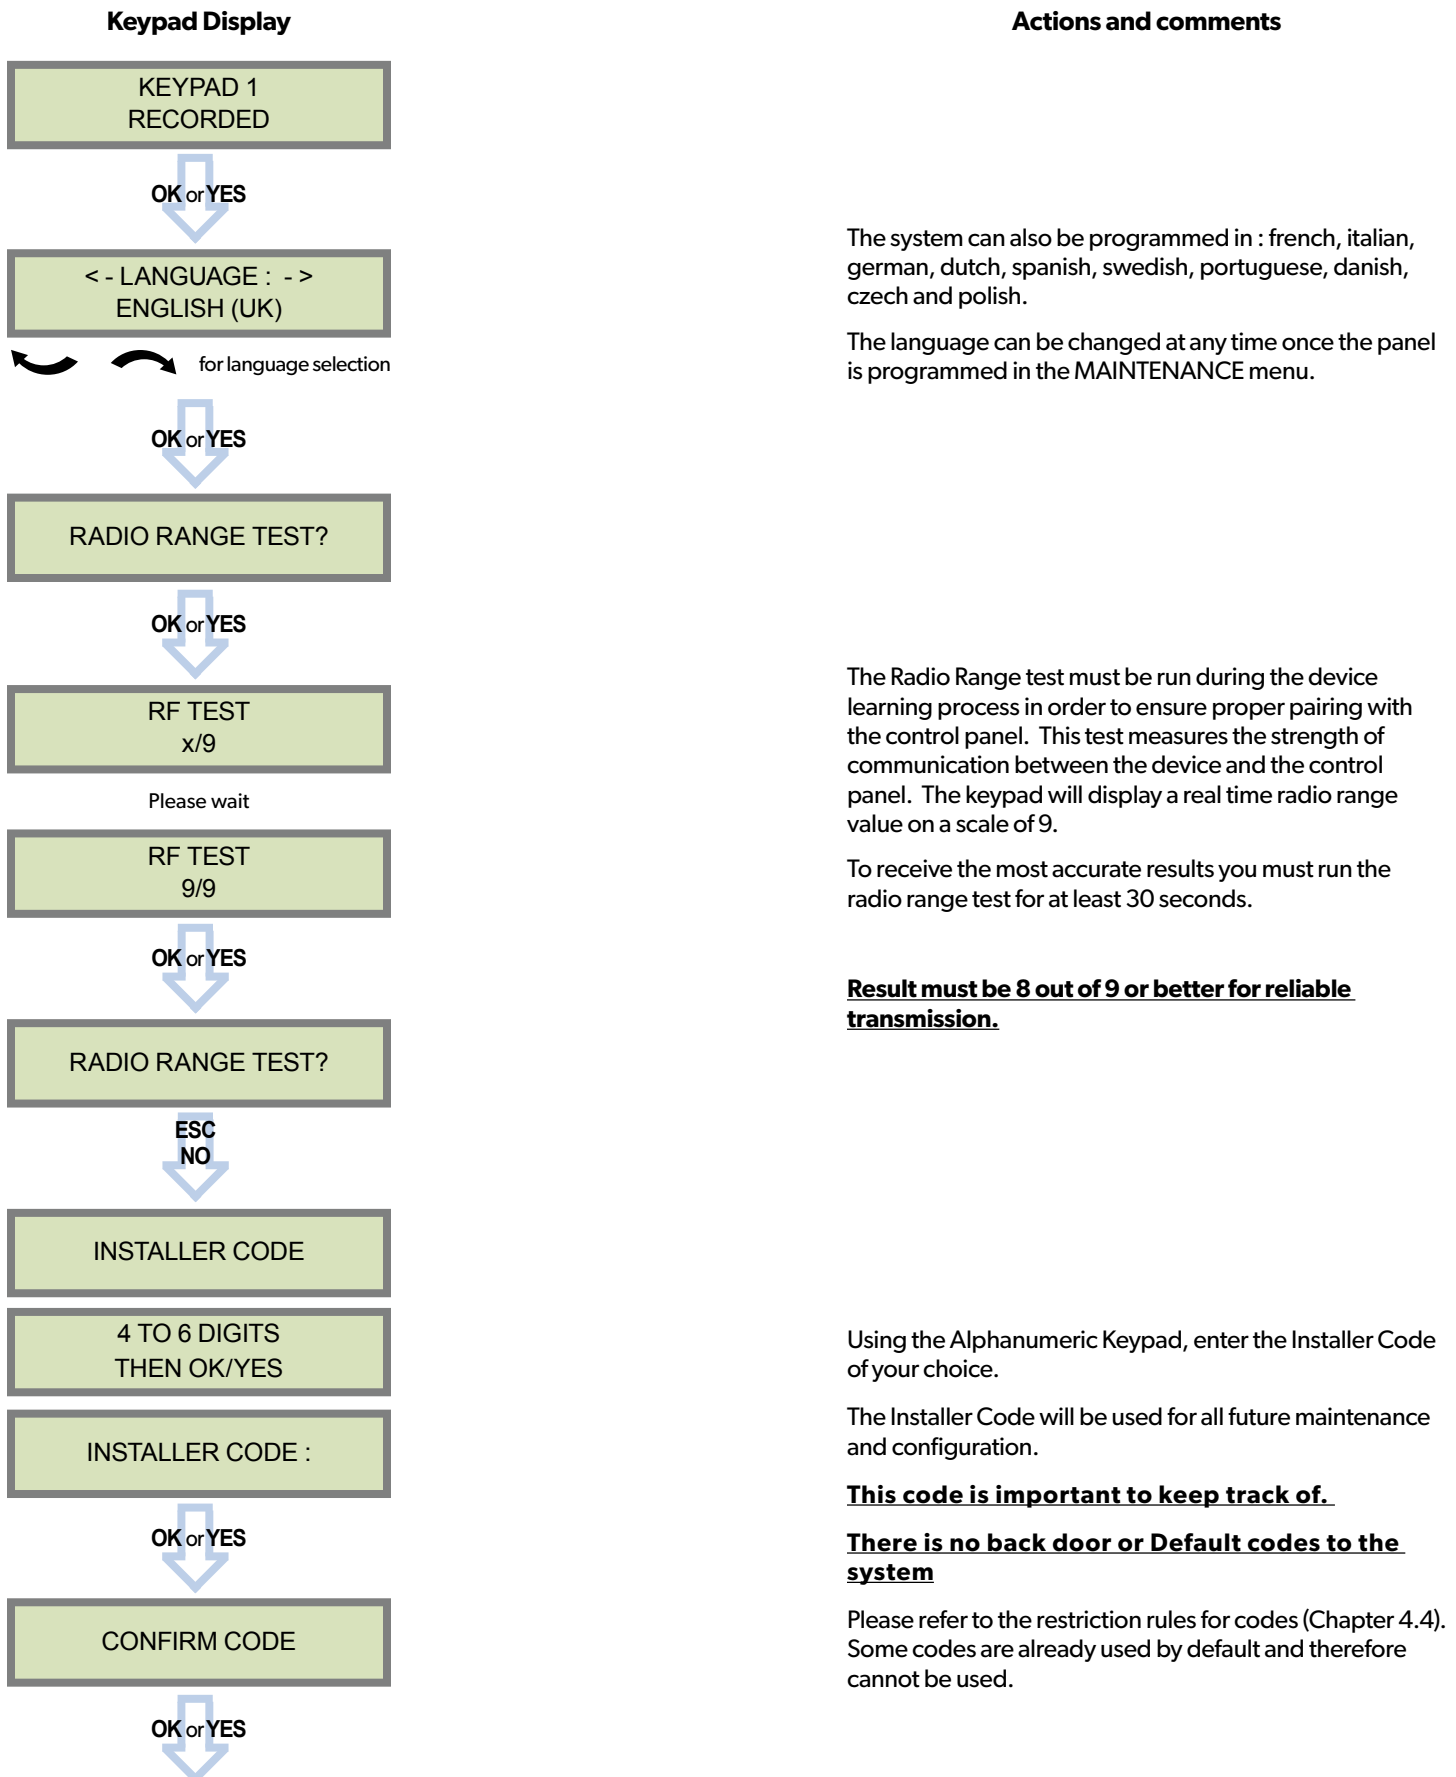 Keypad Display
Actions and comments
KEYPAD 1
RECORDED
OK or YES
< - LANGUAGE :  - >
ENGLISH (UK)
for language selection
The system can also be programmed in : french, italian,
german, dutch, spanish, swedish, portuguese, danish,
czech and polish.
The language can be changed at any time once the panel
is programmed in the MAINTENANCE menu.
OK or YES
RADIO RANGE TEST?
OK or YES
RF TEST
x/9
Please wait
RF TEST
9/9
The Radio Range test must be run during the device
learning process in order to ensure proper pairing with
the control panel.  This test measures the strength of
communication between the device and the control
panel.  The keypad will display a real time radio range
value on a scale of 9.
To receive the most accurate results you must run the
radio range test for at least 30 seconds.
OK or YES
Result must be 8 out of 9 or better for reliable
transmission.
RADIO RANGE TEST?
ESC
NO
INSTALLER CODE
4 TO 6 DIGITS
THEN OK/YES
Using the Alphanumeric Keypad, enter the Installer Code
of your choice.
INSTALLER CODE :
The Installer Code will be used for all future maintenance
and configuration.
This code is important to keep track of.
OK or YES
There is no back door or Default codes to the
system
CONFIRM CODE
Please refer to the restriction rules for codes (Chapter 4.4).
Some codes are already used by default and therefore
cannot be used.
OK or YES